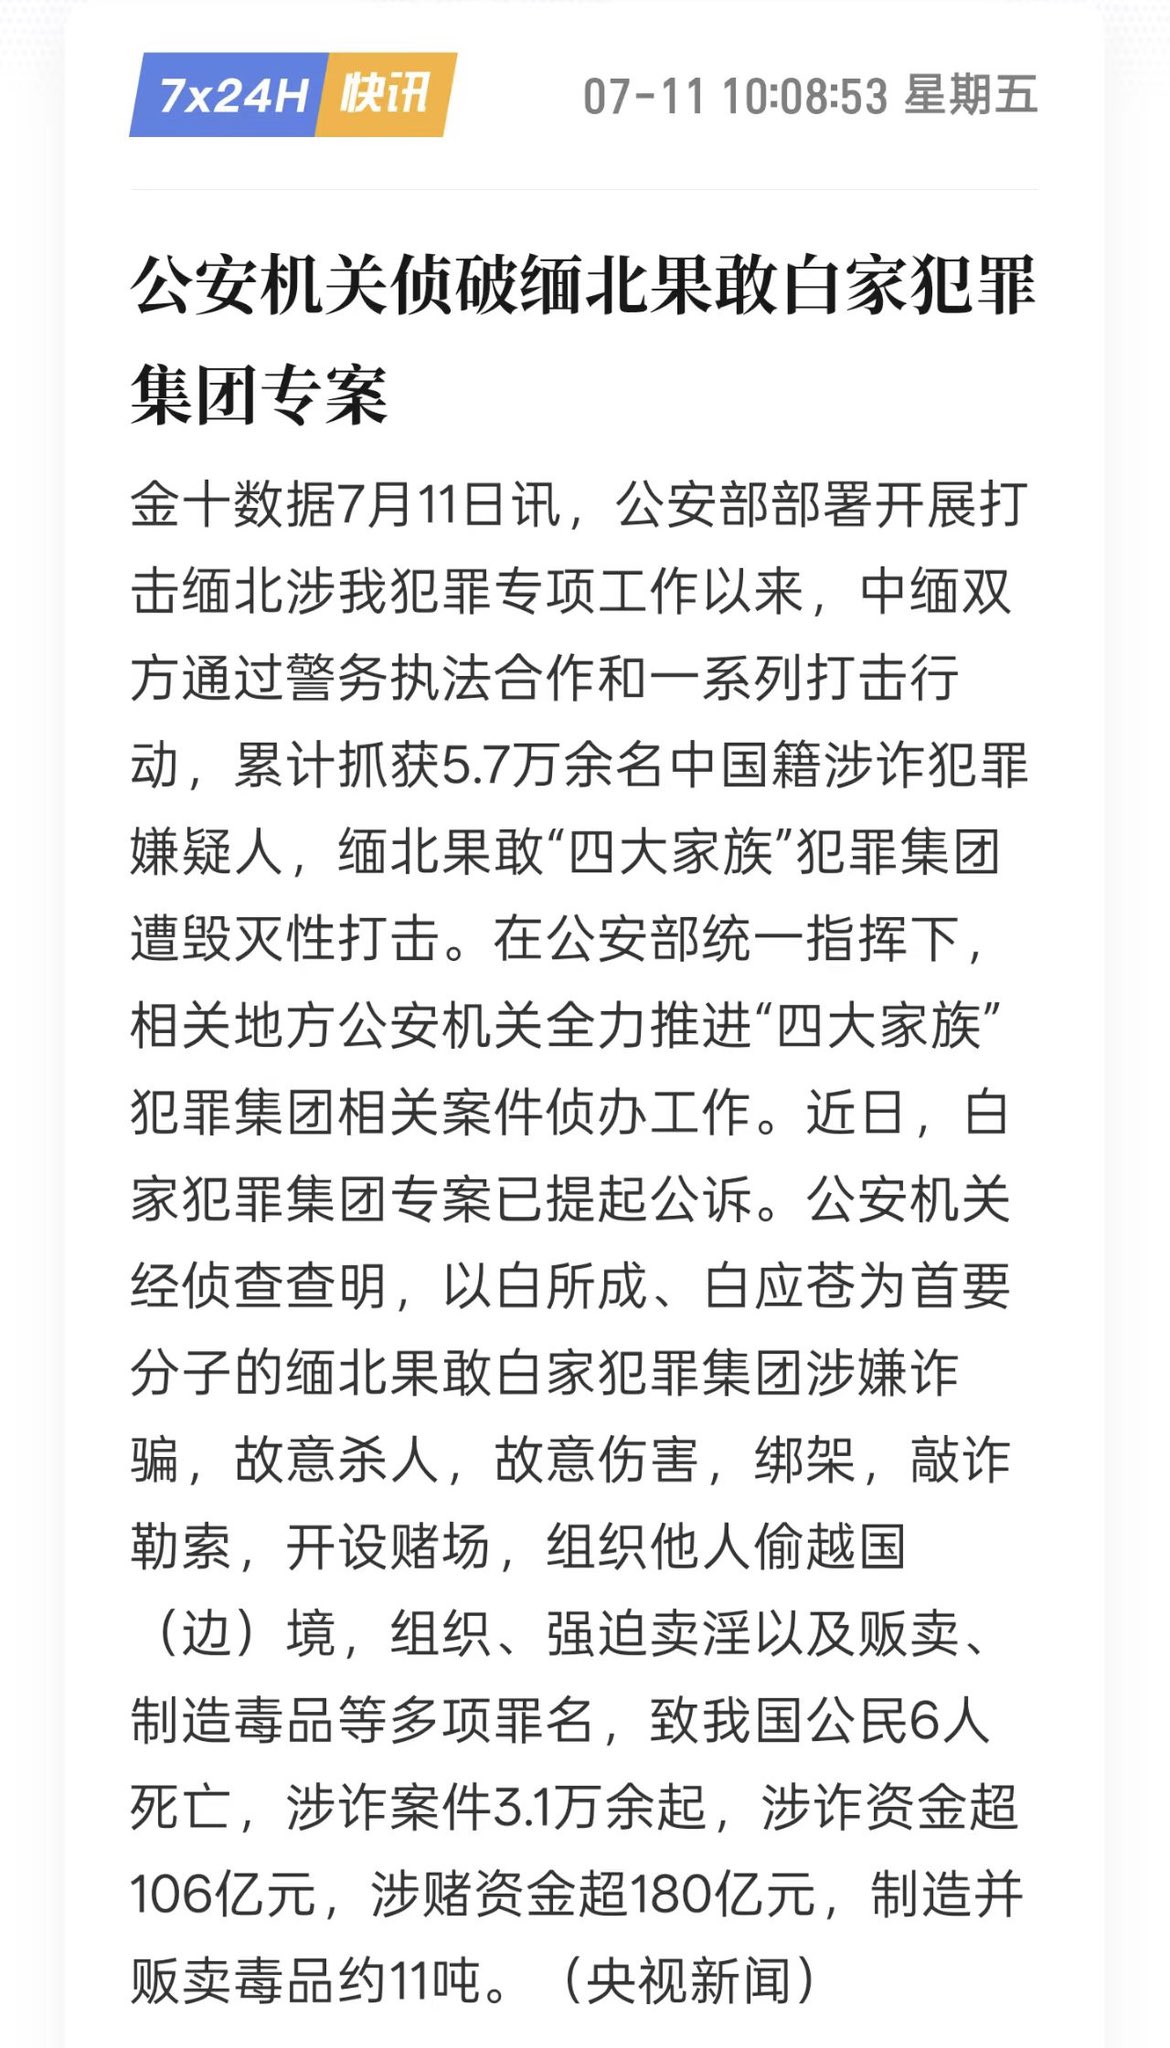 7x24H 快讯 07-11 10:08:53 星期五
公安机关侦破缅北果敢白家犯罪
集团专案
金十数据7月11日讯，公安部部署开展打
击缅北涉我犯罪专项工作以来，中缅双
方通过警务执法合作和一系列打击行
动，累计抓获5.7万余名中国籍涉诈犯罪
嫌疑人，缅北果敢“四大家族”犯罪集团
遭毁灭性打击。在公安部统一指挥下，
相关地方公安机关全力推进“四大家族”
犯罪集团相关案件侦办工作。近日，白
家犯罪集团专案已提起公诉。公安机关
经侦查查明，以白所成、白应苍为首要
分子的缅北果敢白家犯罪集团涉嫌诈
骗，故意杀人，故意伤害，绑架，敲诈
勒索，开设赌场，组织他人偷越国
（边）境，组织、强迫卖淫以及贩卖、
制造毒品等多项罪名，致我国公民6人
死亡，涉诈案件3.1万余起，涉诈资金超
106亿元，涉赌资金超180亿元，制造并
贩卖毒品约11吨。（央视新闻）